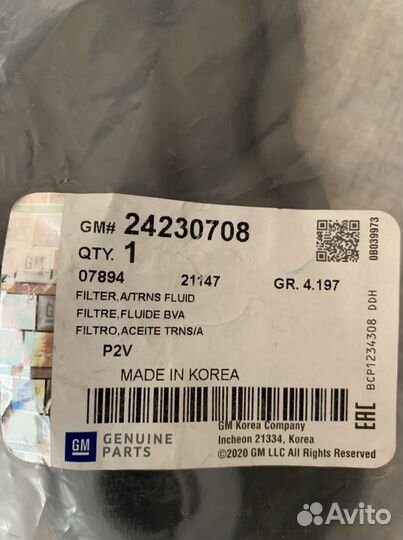 GM# 24230708
QTY. 1
07894 21147 GR. 4.197
FILTER,A/TRNS FLUID
FILTRE,FLUIDE BVA
FILTRO,ACEITE TRNS/A
P2V
MADE IN KOREA
GM Korea Company
Incheon 21334, Korea
©2020 GM LLC All Rights Reserved
GM GENUINE
PARTS
0B039973
BCP1234308 DDH
EAC
GM
Avito